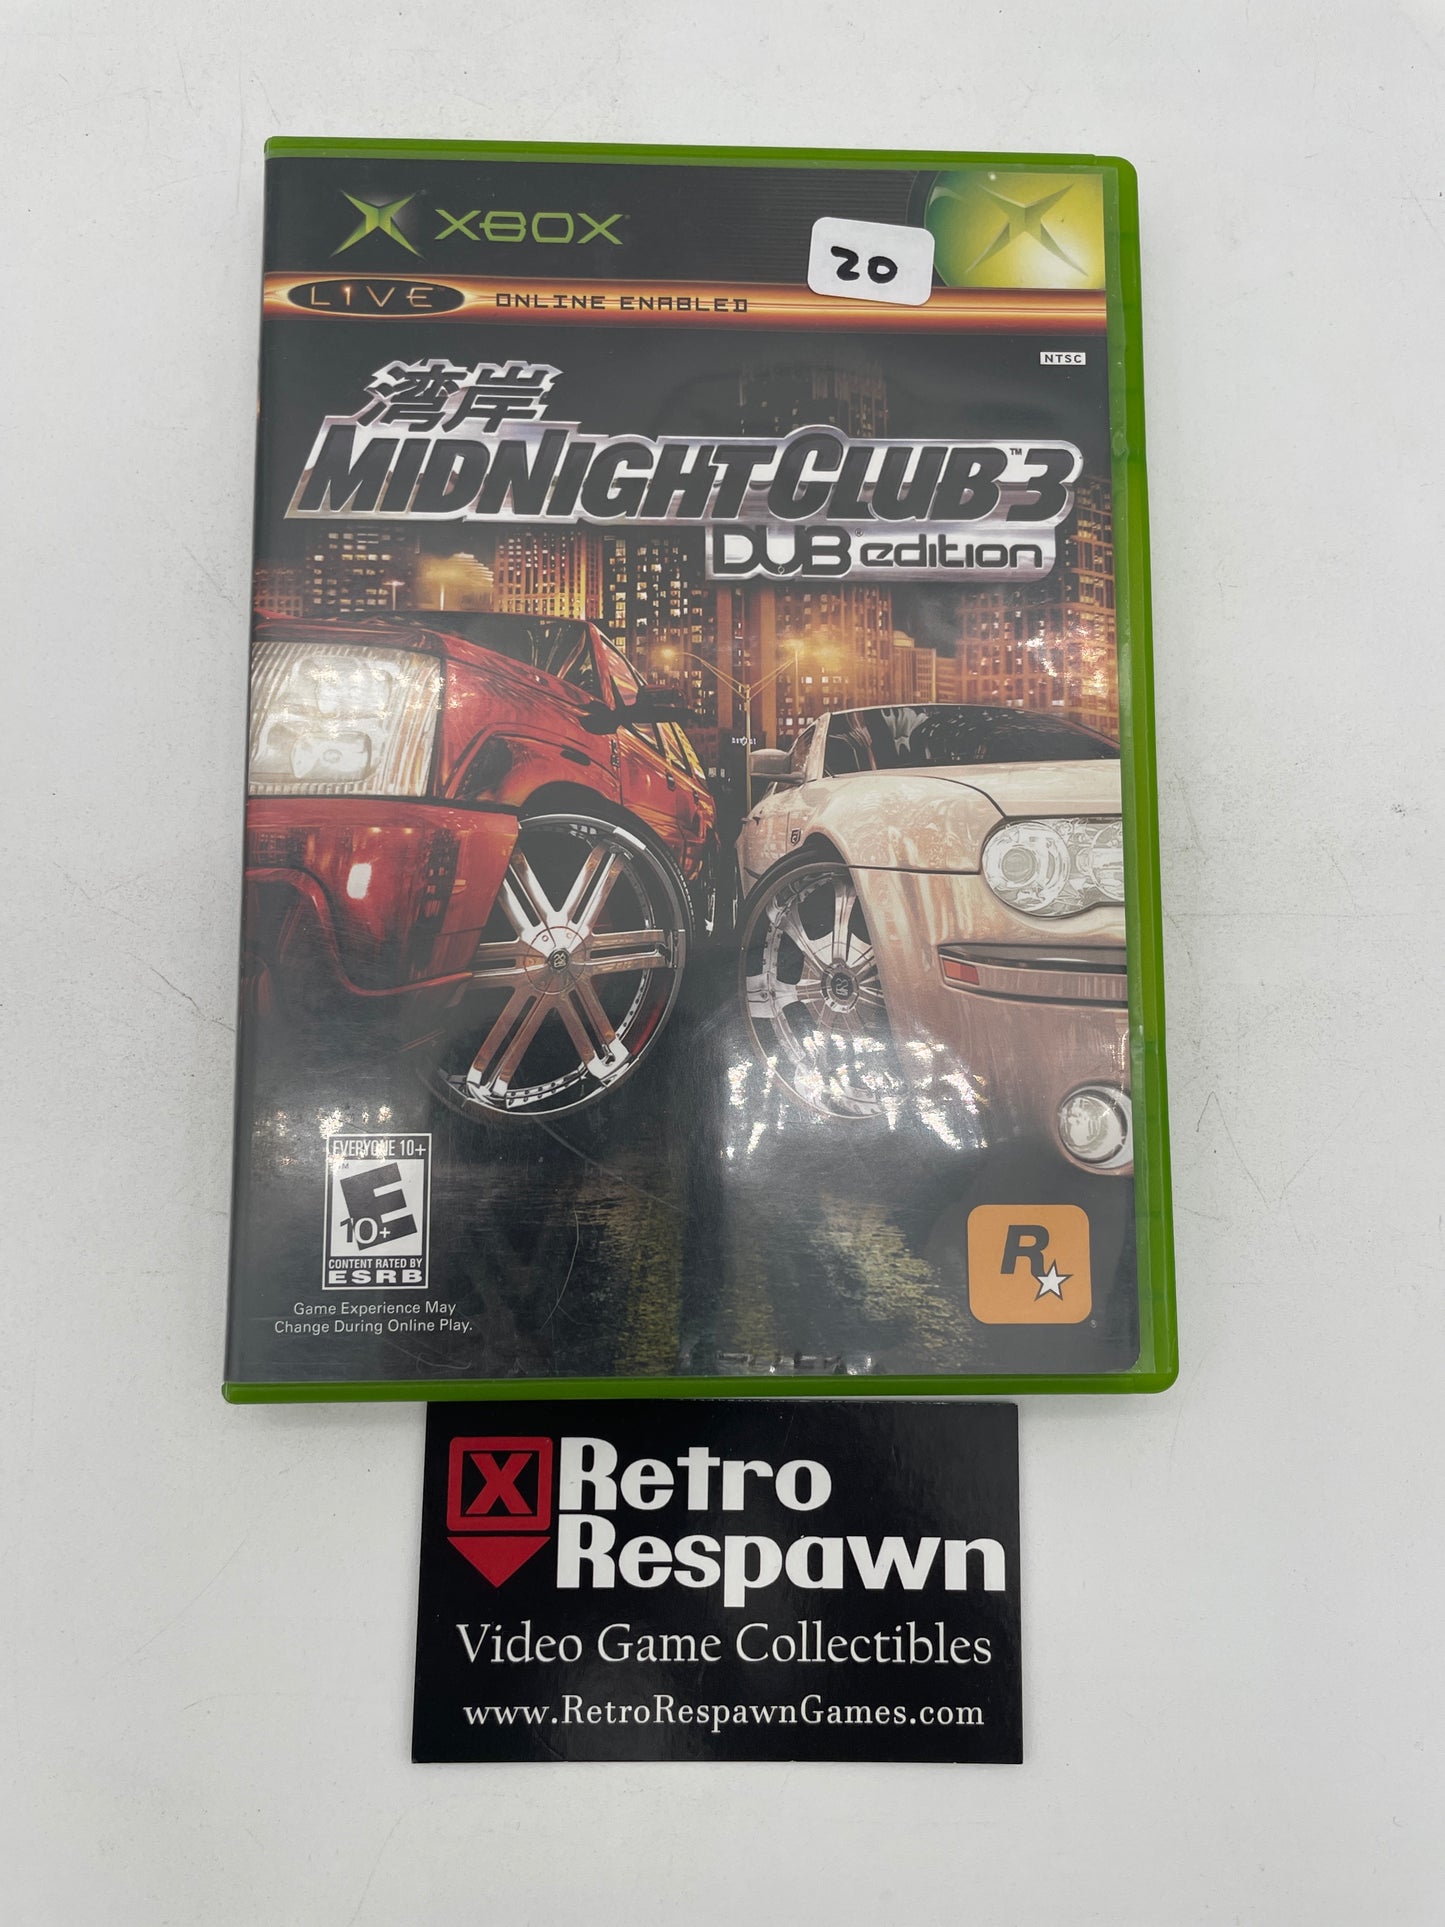 XBOX
20
LIVE ONLINE ENABLED
NTSC
湾岸
MIDNIGHT CLUB 3™
DUB® edition
EVERYONE 10+
E
10+
CONTENT RATED BY
ESRB
Game Experience May
Change During Online Play.
R
X
Retro
Respawn
Video Game Collectibles
www.RetroRespawnGames.com